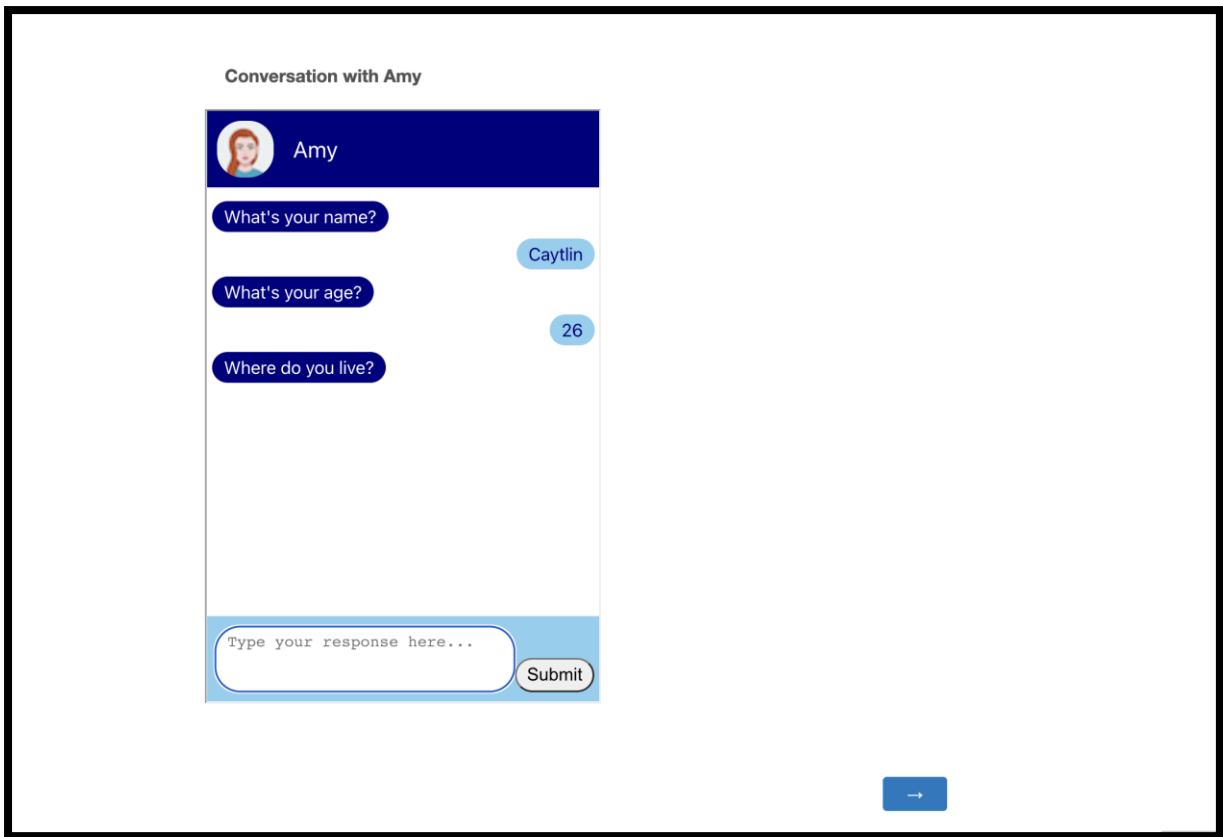 Conversation with Amy
Amy
What's your name?
Caytlin
What's your age?
26
Where do you live?
Type your response here...
Submit
→